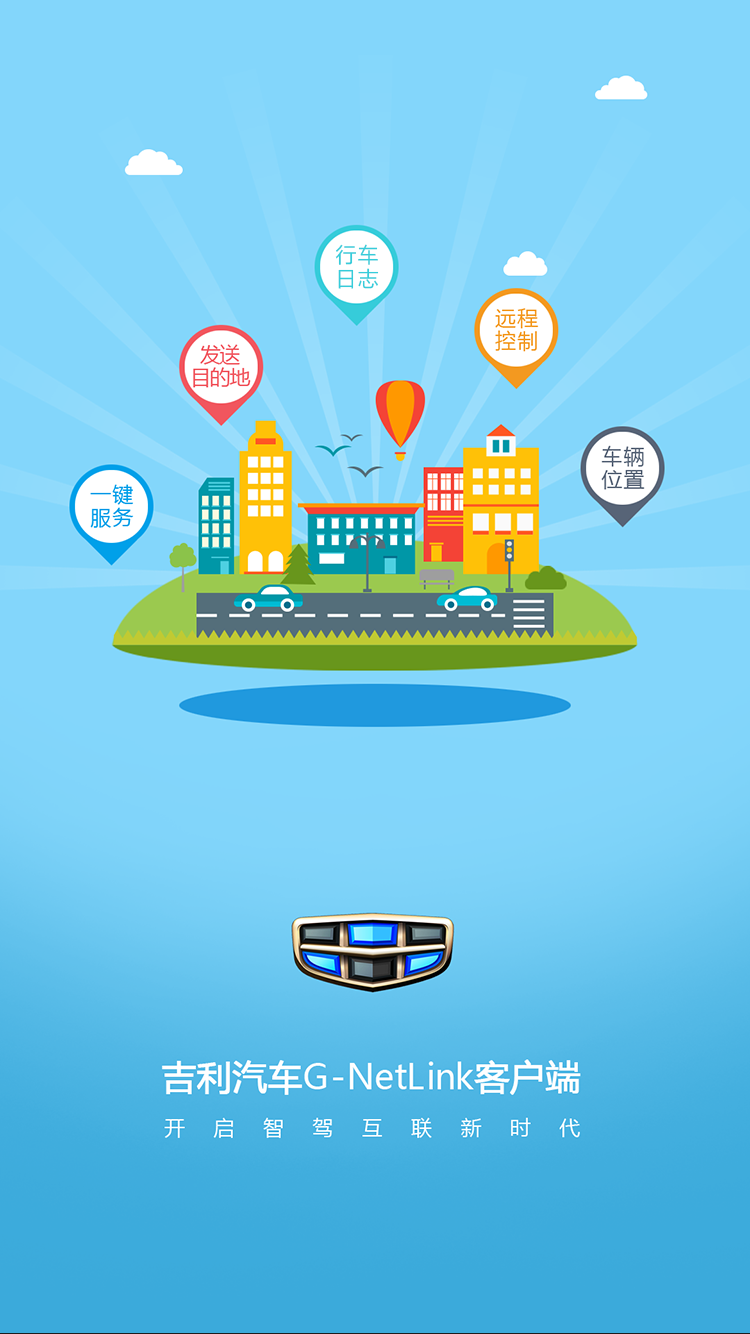 行车
日志
远程
控制
发送
目的地
车辆
位置
一键
服务
吉利汽车G-NetLink客户端
开启智驾互联新时代